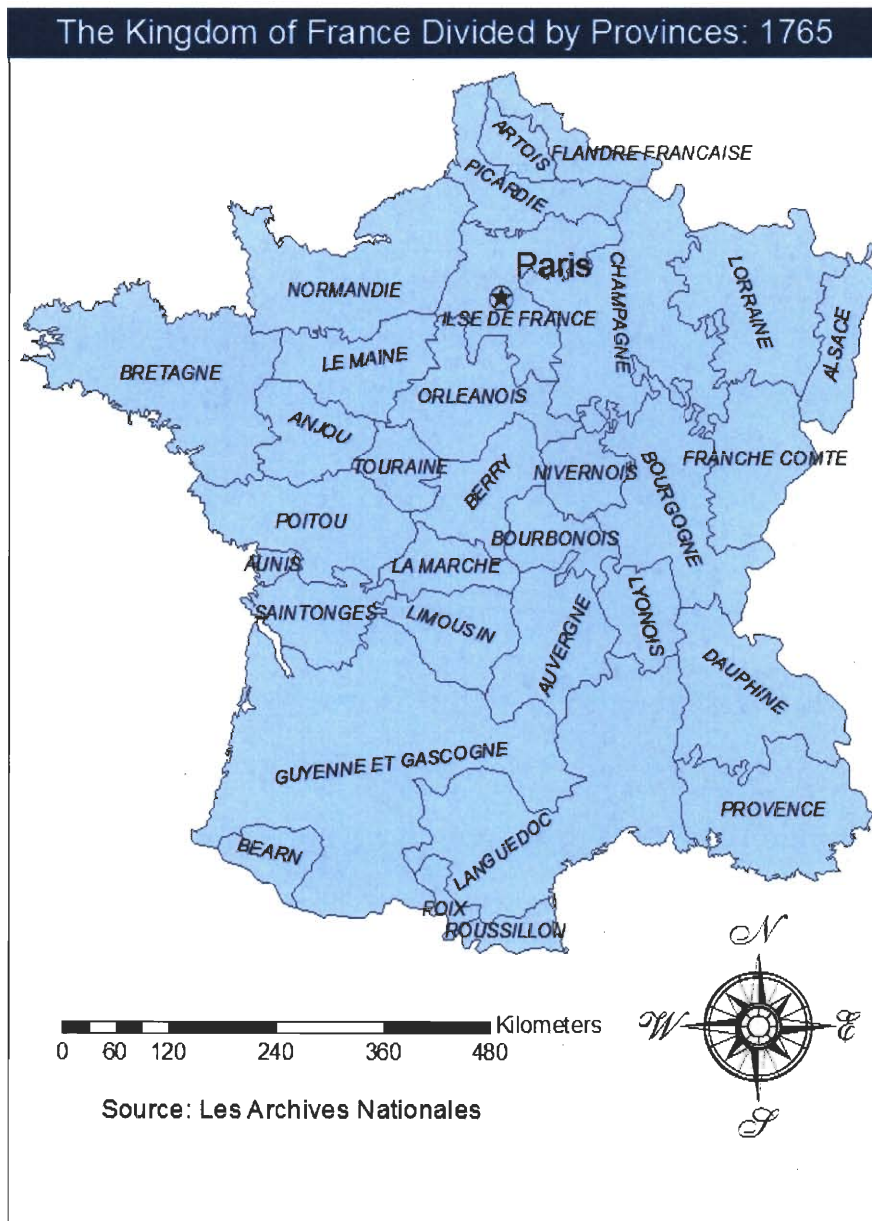 The Kingdom of France Divided by Provinces: 1765
ARTOIS
FLANDRE FRANCAISE
PICARDIE
Paris
NORMANDIE
ILSE DE FRANCE
CHAMPAGNE
LORRAINE
ALSACE
BRETAGNE
LE MAINE
ORLEANOIS
ANJOU
TOURAINE
BERRY
NIVERNOIS
BOURGOGNE
FRANCHE COMTE
POITOU
BOURBONOIS
AUNIS
LA MARCHE
SAINTONGES
LIMOUSIN
AUVERGNE
LYONOIS
DAUPHINE
GUYENNE ET GASCOGNE
PROVENCE
BEARN
LANGUEDOC
FOIX
ROUSSILLON
N
W
E
S
Kilometers
0 60 120 240 360 480
Source: Les Archives Nationales